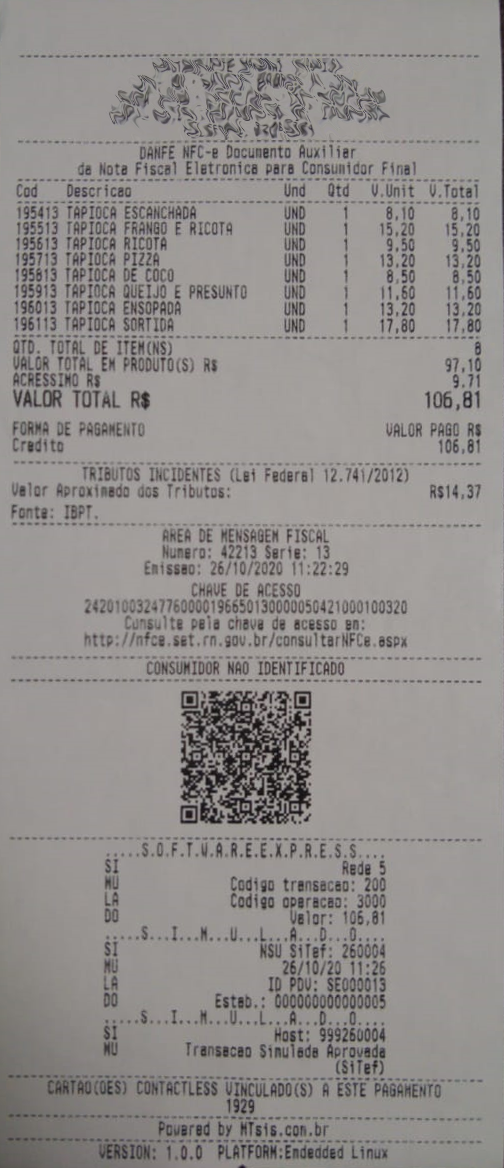 DANFE NFC-e Documento Auxiliar
da Nota Fiscal Eletronica para Consumidor Final
Cod Descricao Und Qtd V.Unit V.Total
195413 TAPIOCA ESCANCHADA UND 1 8,10 8,10
195513 TAPIOCA FRANGO E RICOTA UND 1 15,20 15,20
195613 TAPIOCA RICOTA UND 1 9,50 9,50
195713 TAPIOCA PIZZA UND 1 13,20 13,20
195813 TAPIOCA DE COCO UND 1 8,50 8,50
195913 TAPIOCA QUEIJO E PRESUNTO UND 1 11,60 11,60
196013 TAPIOCA ENSOPADA UND 1 13,20 13,20
196113 TAPIOCA SORTIDA UND 1 17,80 17,80
QTD. TOTAL DE ITEM(NS) 8
VALOR TOTAL EM PRODUTO(S) R$ 97,10
ACRESSIMO R$ 9.71
VALOR TOTAL R$ 106,81
FORMA DE PAGAMENTO VALOR PAGO R$
Credito 106,81
TRIBUTOS INCIDENTES (Lei Federal 12.741/2012)
Valor Aproximado dos Tributos: R$14,37
Fonte: IBPT.
AREA DE MENSAGEM FISCAL
Numero: 42213 Serie: 13
Emissao: 26/10/2020 11:22:29
CHAVE DE ACESSO
24201003247760000196650130000050421000100320
Consulte pela chave de acesso em:
http://nfce.set.rn.gov.br/consultarNFCe.aspx
CONSUMIDOR NAO IDENTIFICADO
.....S.O.F.T.W.A.R.E.E.X.P.R.E.S.S....
SI Rede 5
MU Codigo transacao: 200
LA Codigo operacao: 3000
DO Valor: 106,81
.....S...I...M...U...L...A...D...O....
SI NSU SiTef: 260004
MU 26/10/20 11:26
LA ID PDV: SE000013
DO Estab.: 000000000000005
.....S...I...M...U...L...A...D...O....
SI Host: 999260004
MU Transacao Simulada Aprovada
(SiTef)
CARTAO(OES) CONTACTLESS VINCULADO(S) A ESTE PAGAMENTO
1929
Powered by MTsis.com.br
VERSION: 1.0.0 PLATFORM:Endedded Linux